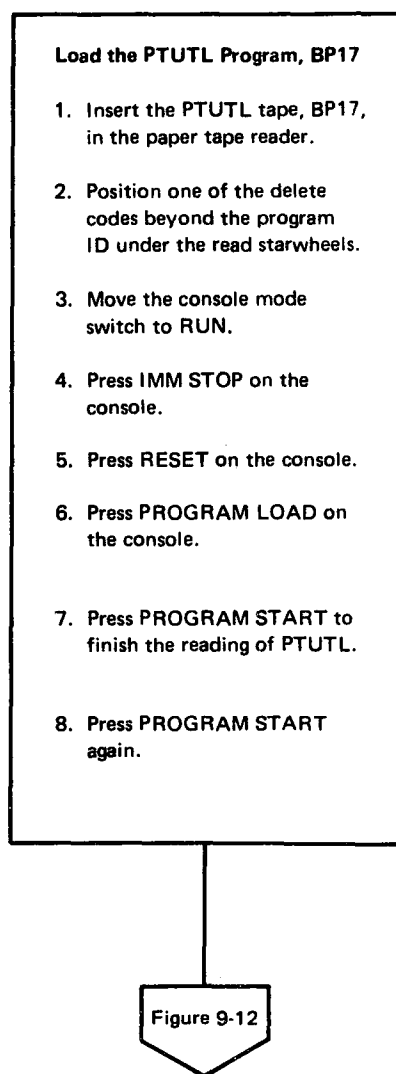 Load the PTUTL Program, BP17
1. Insert the PTUTL tape, BP17,
in the paper tape reader.
2. Position one of the delete
codes beyond the program
ID under the read starwheels.
3. Move the console mode
switch to RUN.
4. Press IMM STOP on the
console.
5. Press RESET on the console.
6. Press PROGRAM LOAD on
the console.
7. Press PROGRAM START to
finish the reading of PTUTL.
8. Press PROGRAM START
again.
Figure 9-12